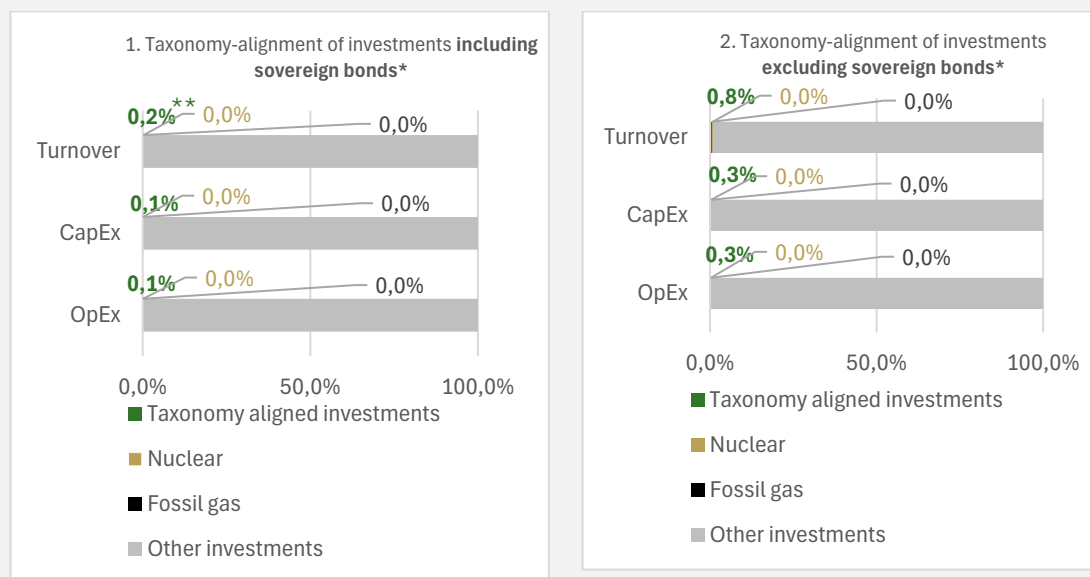 1. Taxonomy-alignment of investments including
sovereign bonds*
0,2%** 0,0% 0,0%
Turnover
0,1% 0,0% 0,0%
CapEx
0,1% 0,0% 0,0%
OpEx
0,0% 50,0% 100,0%
Taxonomy aligned investments
Nuclear
Fossil gas
Other investments
2. Taxonomy-alignment of investments
excluding sovereign bonds*
0,8% 0,0% 0,0%
Turnover
0,3% 0,0% 0,0%
CapEx
0,3% 0,0% 0,0%
OpEx
0,0% 50,0% 100,0%
Taxonomy aligned investments
Nuclear
Fossil gas
Other investments